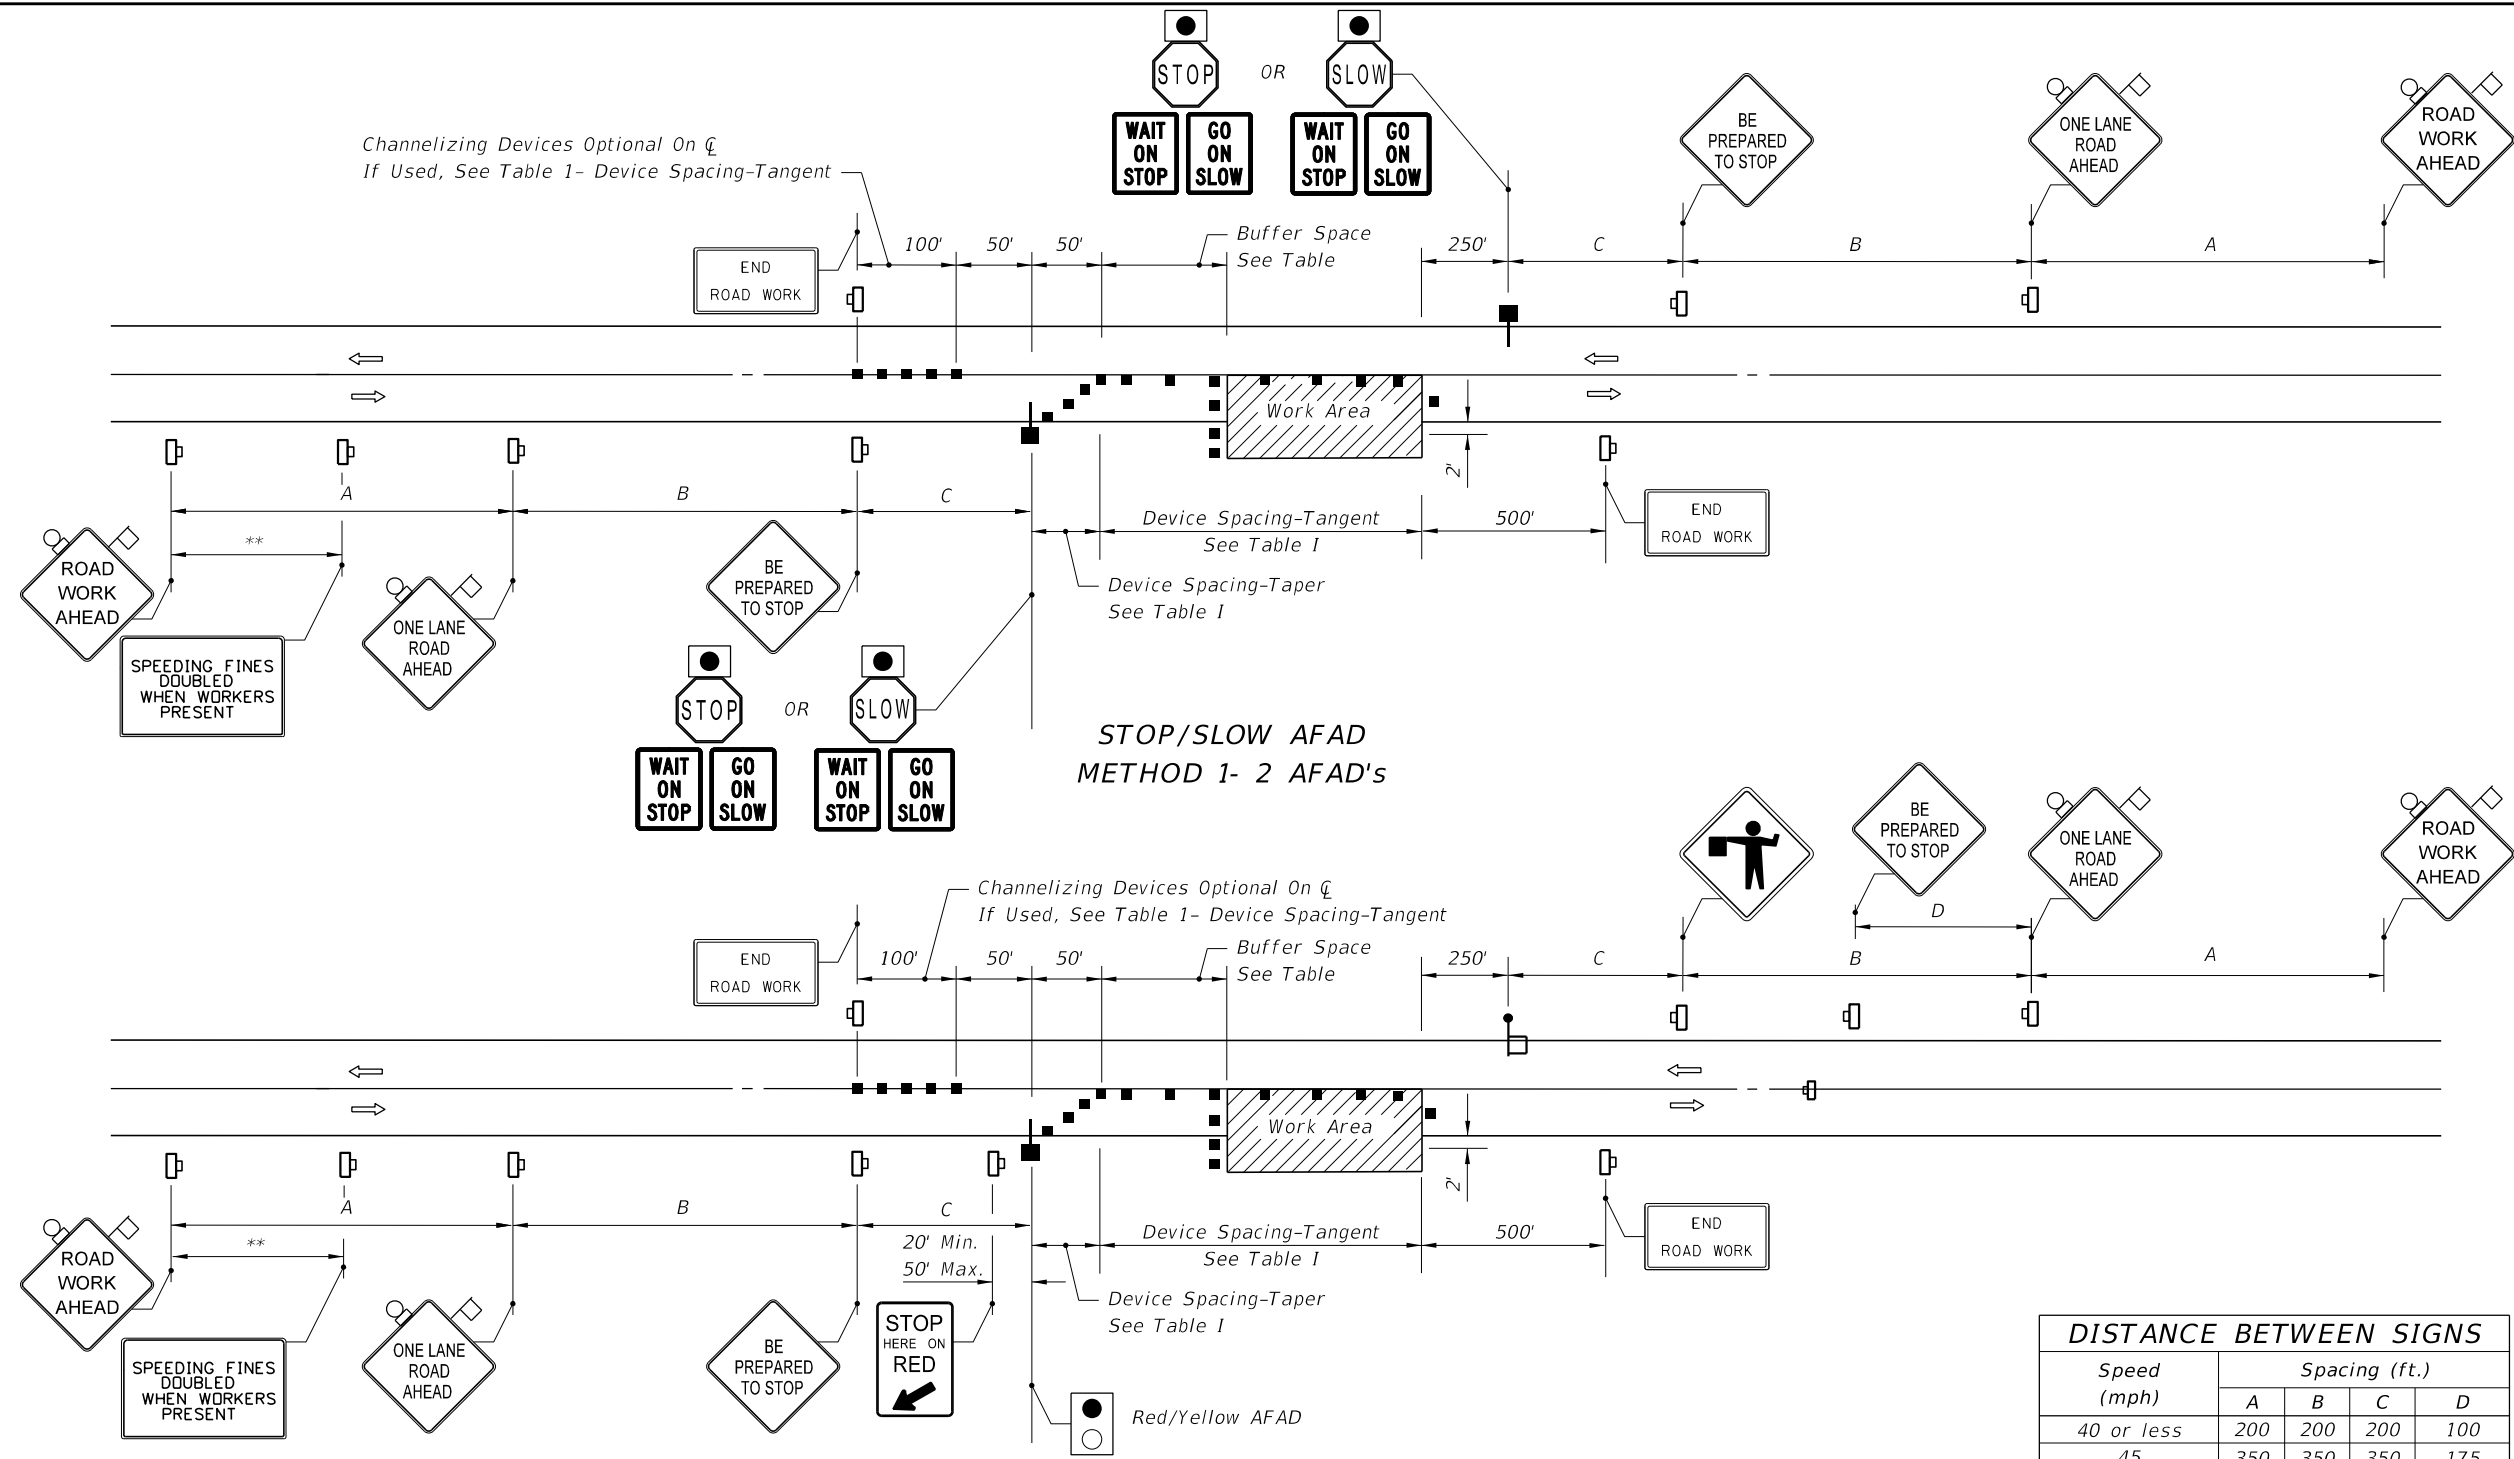 STOP
OR
SLOW
WAIT
ON
STOP
GO
ON
SLOW
WAIT
ON
STOP
GO
ON
SLOW
BE
PREPARED
TO STOP
ONE LANE
ROAD
AHEAD
ROAD
WORK
AHEAD
Channelizing Devices Optional On ℄
If Used, See Table 1- Device Spacing-Tangent
END
ROAD WORK
100'
50'
50'
Buffer Space
See Table
250'
C
B
A
Work Area
2'
A
B
C
**
Device Spacing-Tangent
See Table I
500'
END
ROAD WORK
Device Spacing-Taper
See Table I
ROAD
WORK
AHEAD
SPEEDING FINES
DOUBLED
WHEN WORKERS
PRESENT
ONE LANE
ROAD
AHEAD
BE
PREPARED
TO STOP
STOP
OR
SLOW
WAIT
ON
STOP
GO
ON
SLOW
WAIT
ON
STOP
GO
ON
SLOW
STOP/SLOW AFAD
METHOD 1- 2 AFAD's
BE
PREPARED
TO STOP
ONE LANE
ROAD
AHEAD
ROAD
WORK
AHEAD
Channelizing Devices Optional On ℄
If Used, See Table 1- Device Spacing-Tangent
END
ROAD WORK
100'
50'
50'
Buffer Space
See Table
250'
C
D
B
A
Work Area
2'
A
B
C
**
20' Min.
50' Max.
Device Spacing-Tangent
See Table I
500'
END
ROAD WORK
Device Spacing-Taper
See Table I
ROAD
WORK
AHEAD
SPEEDING FINES
DOUBLED
WHEN WORKERS
PRESENT
ONE LANE
ROAD
AHEAD
BE
PREPARED
TO STOP
STOP
HERE ON
RED
Red/Yellow AFAD
DISTANCE BETWEEN SIGNS
Speed
(mph)
Spacing (ft.)
A B C D
40 or less 200 200 200 100
45 350 350 350 175